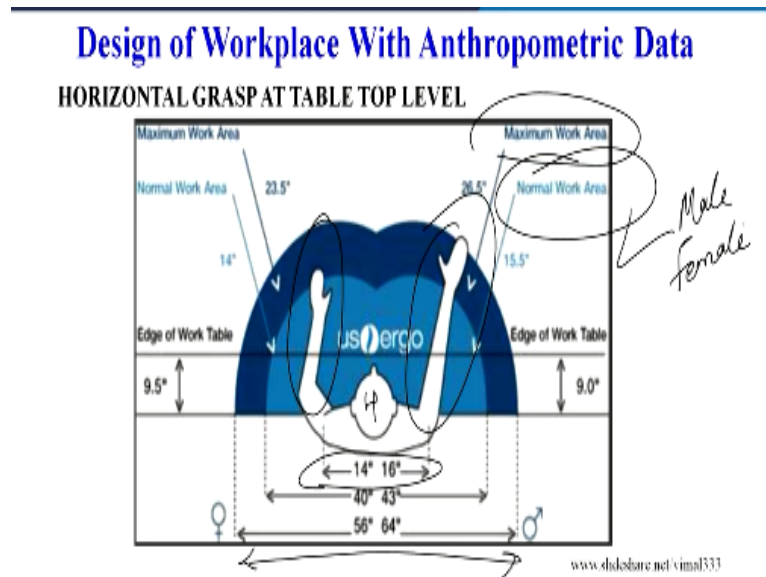 Design of Workplace With Anthropometric Data
HORIZONTAL GRASP AT TABLE TOP LEVEL
Maximum Work Area
Maximum Work Area
Normal Work Area
23.5"
26.5"
Normal Work Area
Male
Female
14"
15.5"
Edge of Work Table
us ergo
Edge of Work Table
9.5"
9.0"
14" 16"
40" 43"
56" 64"
www.slideshare.net/vimal333